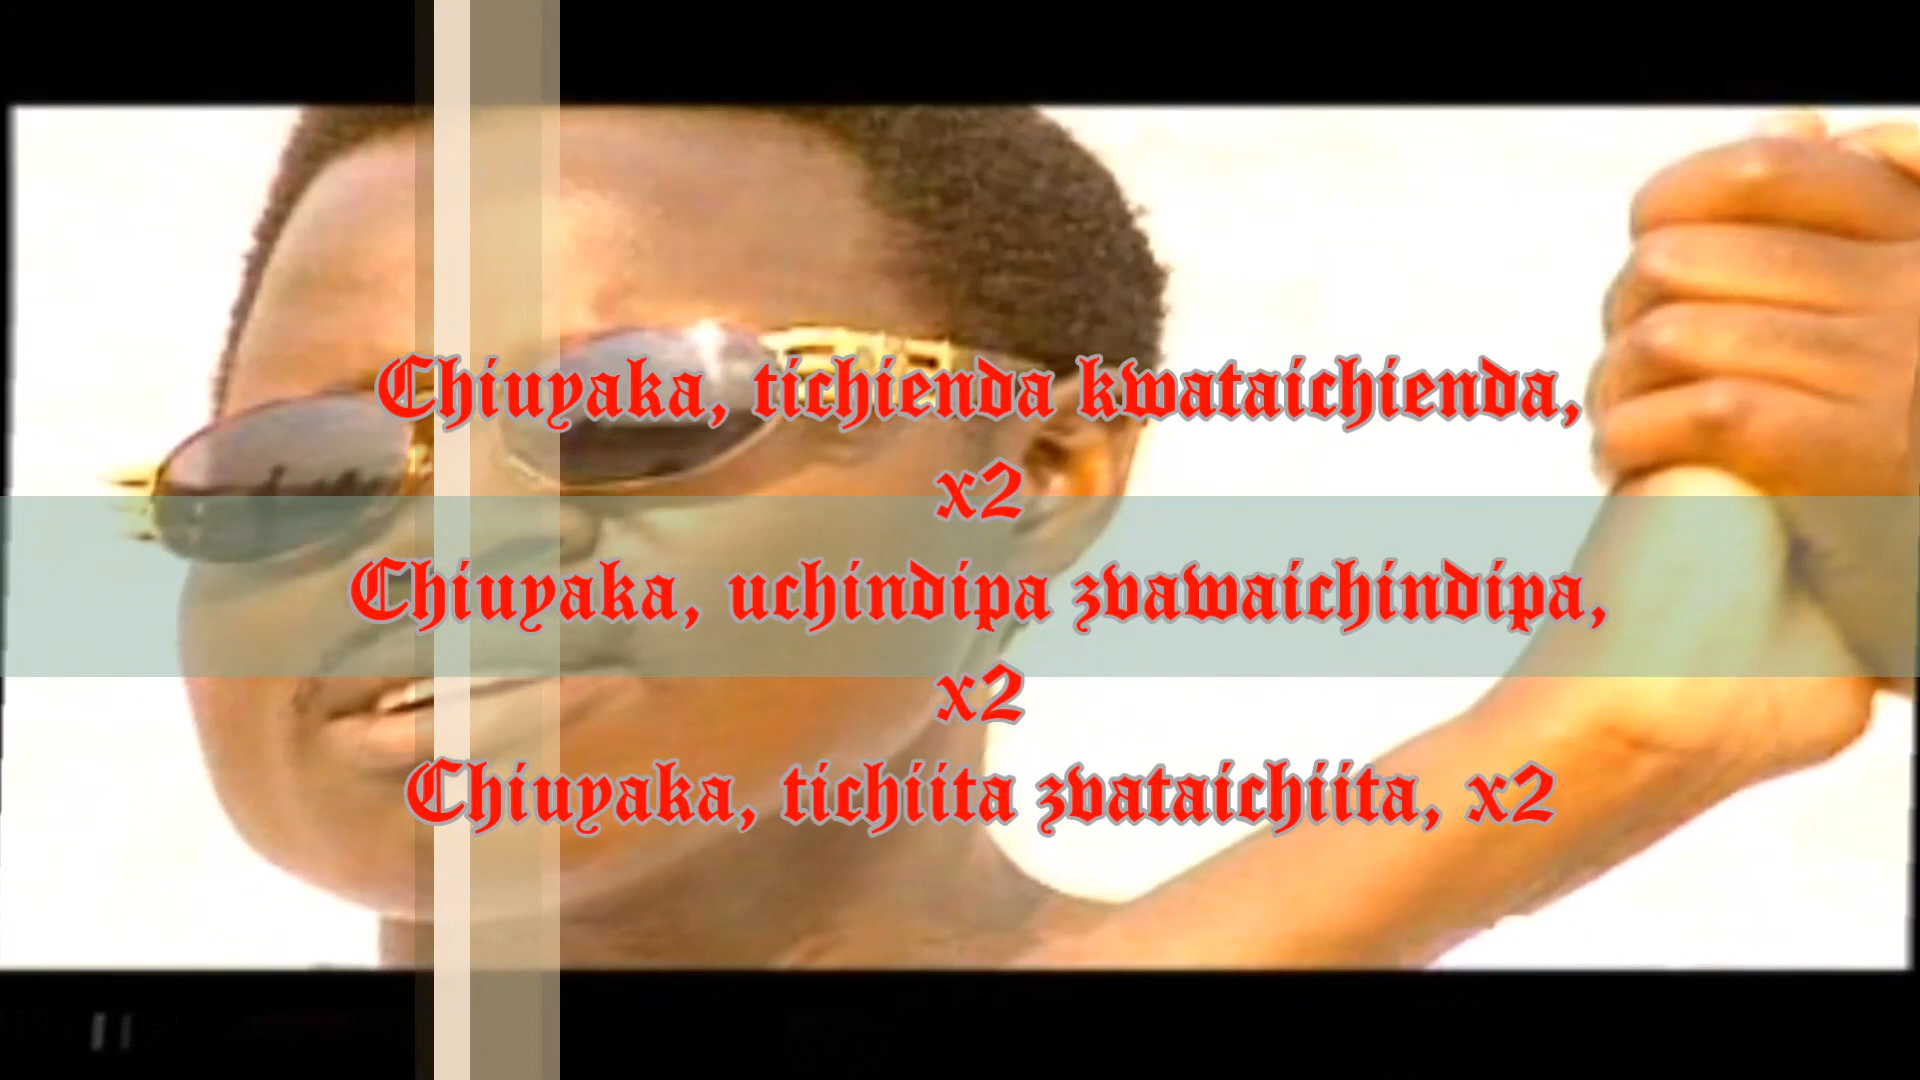 Chiuyaka, tichienda kwataichienda,
x2
Chiuyaka, uchindipa zvawaichindipa,
x2
Chiuyaka, tichiita zvataichiita, x2